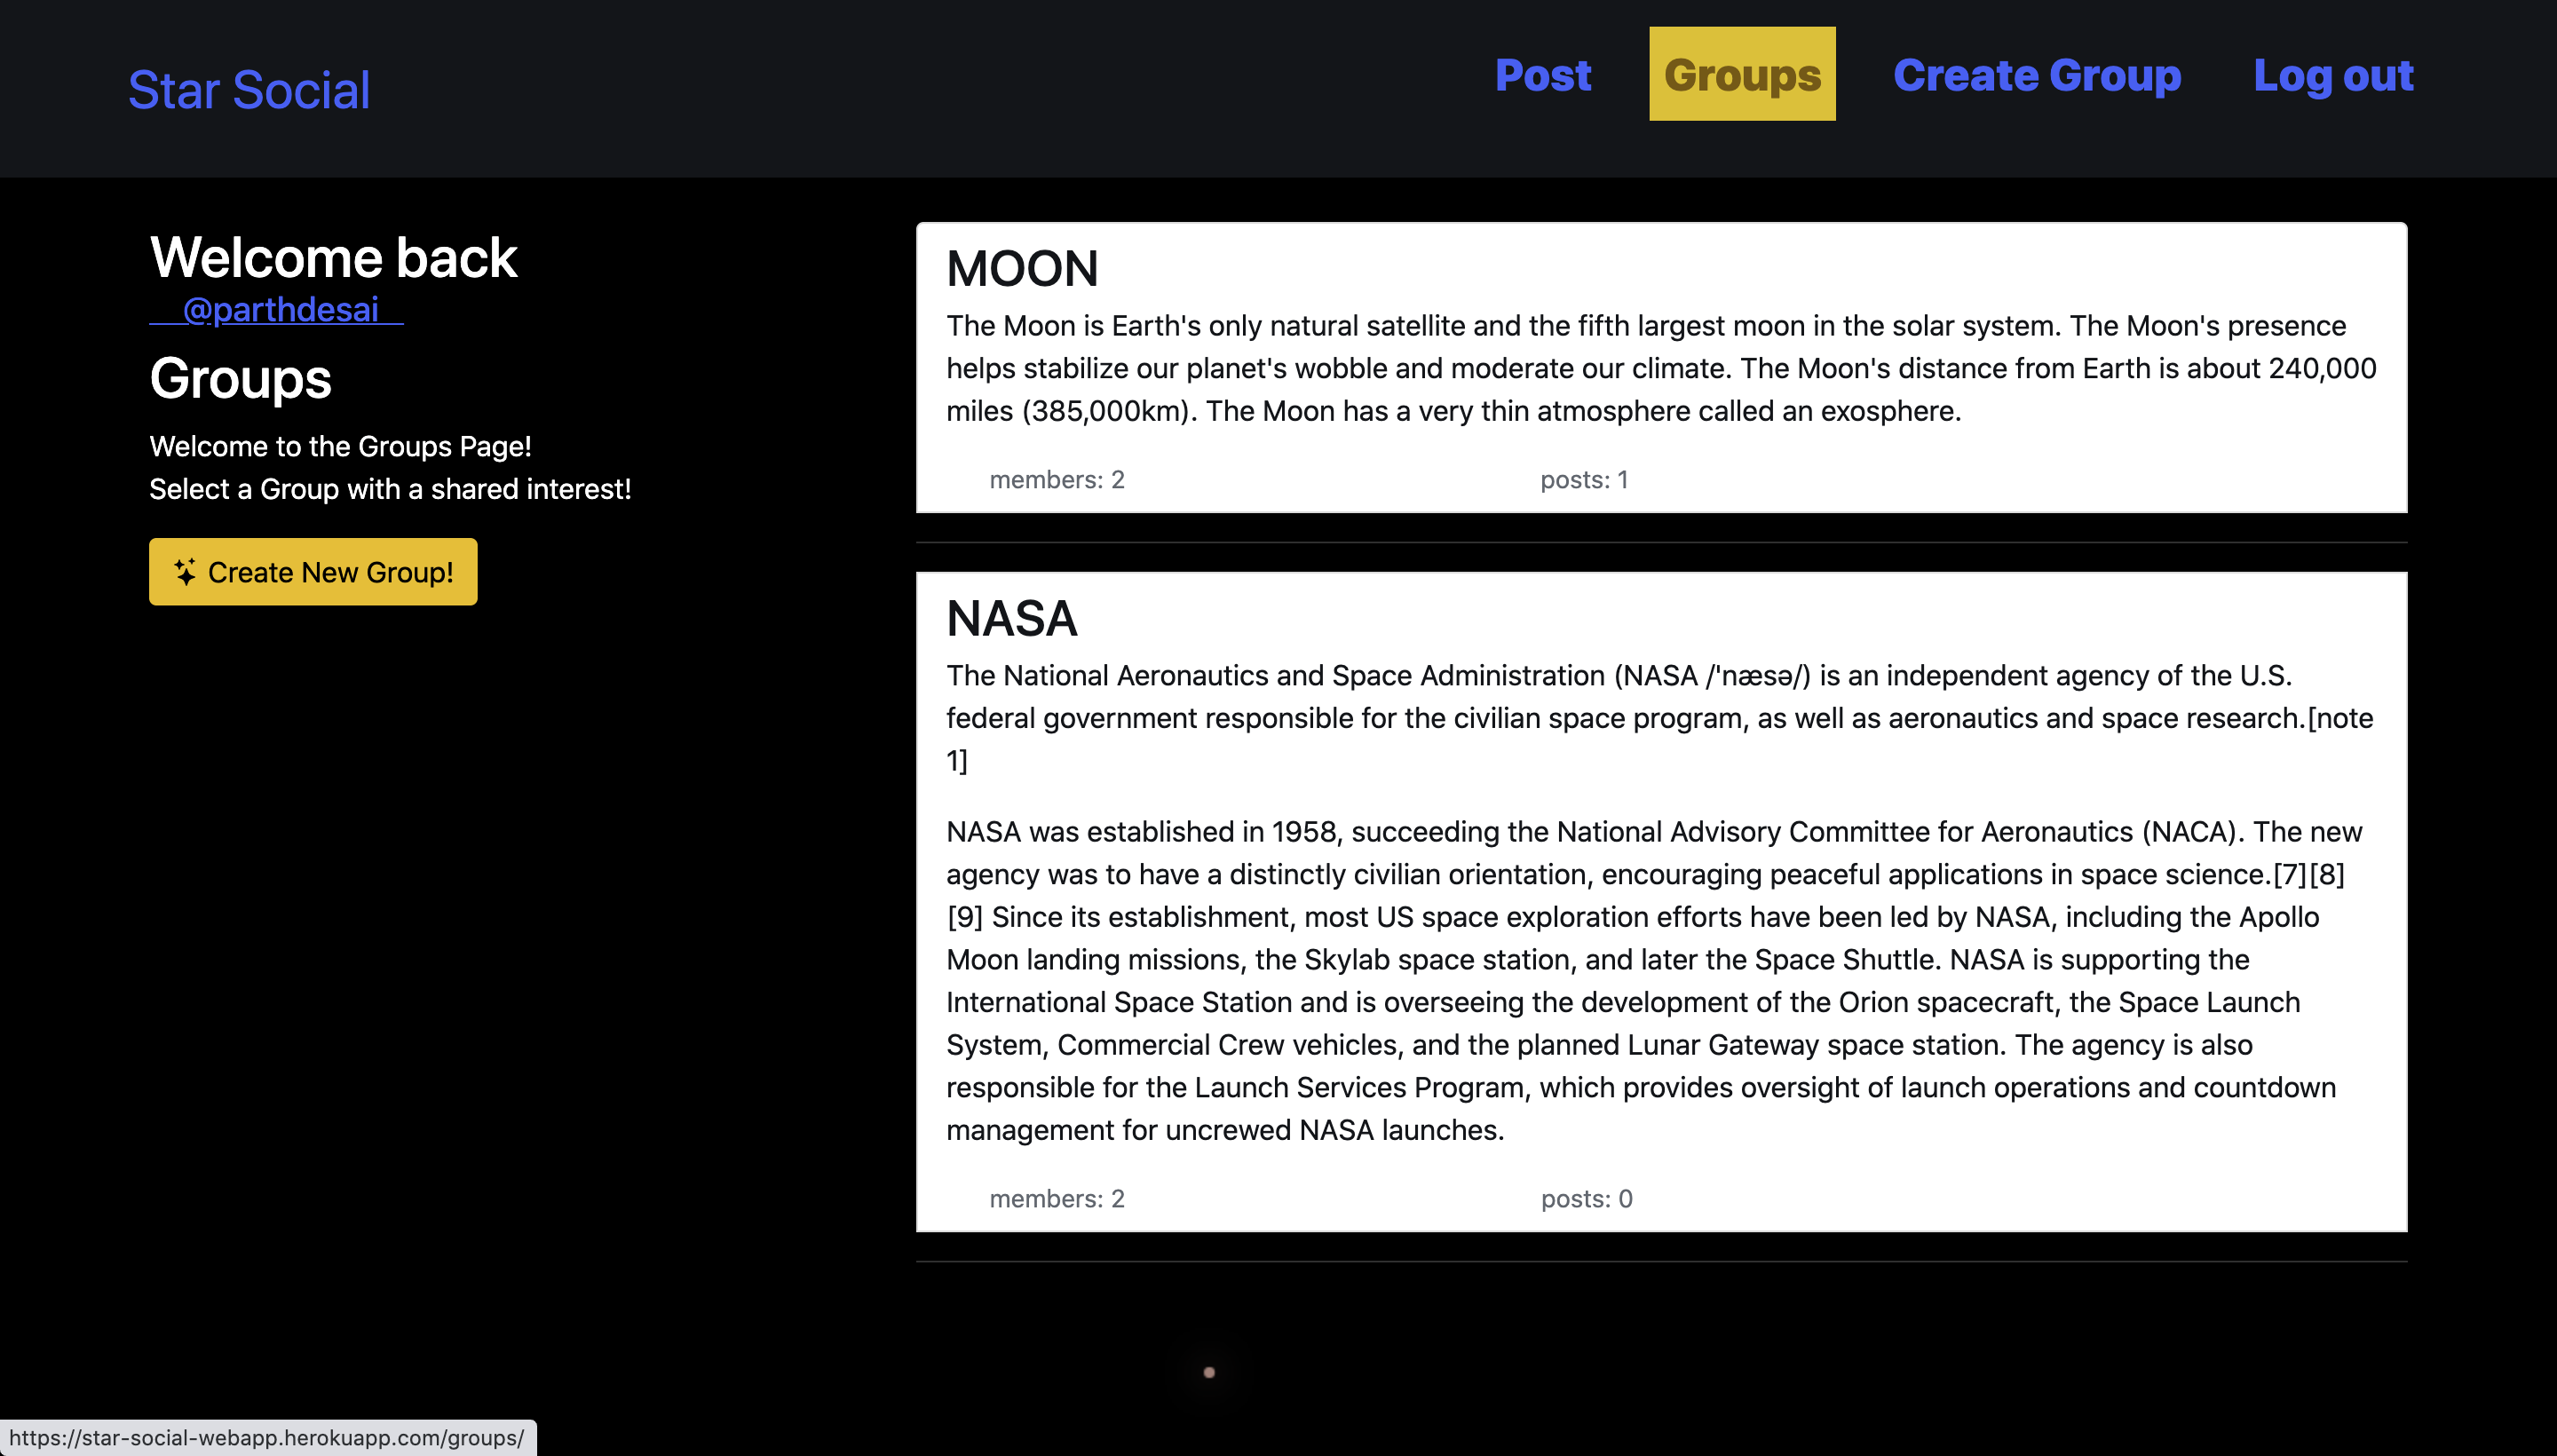 Star Social
Post Groups Create Group Log out
Welcome back
@parthdesai
Groups
Welcome to the Groups Page!
Select a Group with a shared interest!
Create New Group!
MOON
The Moon is Earth's only natural satellite and the fifth largest moon in the solar system. The Moon's presence
helps stabilize our planet's wobble and moderate our climate. The Moon's distance from Earth is about 240,000
miles (385,000km). The Moon has a very thin atmosphere called an exosphere.
members: 2 posts: 1
NASA
The National Aeronautics and Space Administration (NASA /ˈnæsə/) is an independent agency of the U.S.
federal government responsible for the civilian space program, as well as aeronautics and space research.[note
1]
NASA was established in 1958, succeeding the National Advisory Committee for Aeronautics (NACA). The new
agency was to have a distinctly civilian orientation, encouraging peaceful applications in space science.[7][8]
[9] Since its establishment, most US space exploration efforts have been led by NASA, including the Apollo
Moon landing missions, the Skylab space station, and later the Space Shuttle. NASA is supporting the
International Space Station and is overseeing the development of the Orion spacecraft, the Space Launch
System, Commercial Crew vehicles, and the planned Lunar Gateway space station. The agency is also
responsible for the Launch Services Program, which provides oversight of launch operations and countdown
management for uncrewed NASA launches.
members: 2 posts: 0
https://star-social-webapp.herokuapp.com/groups/